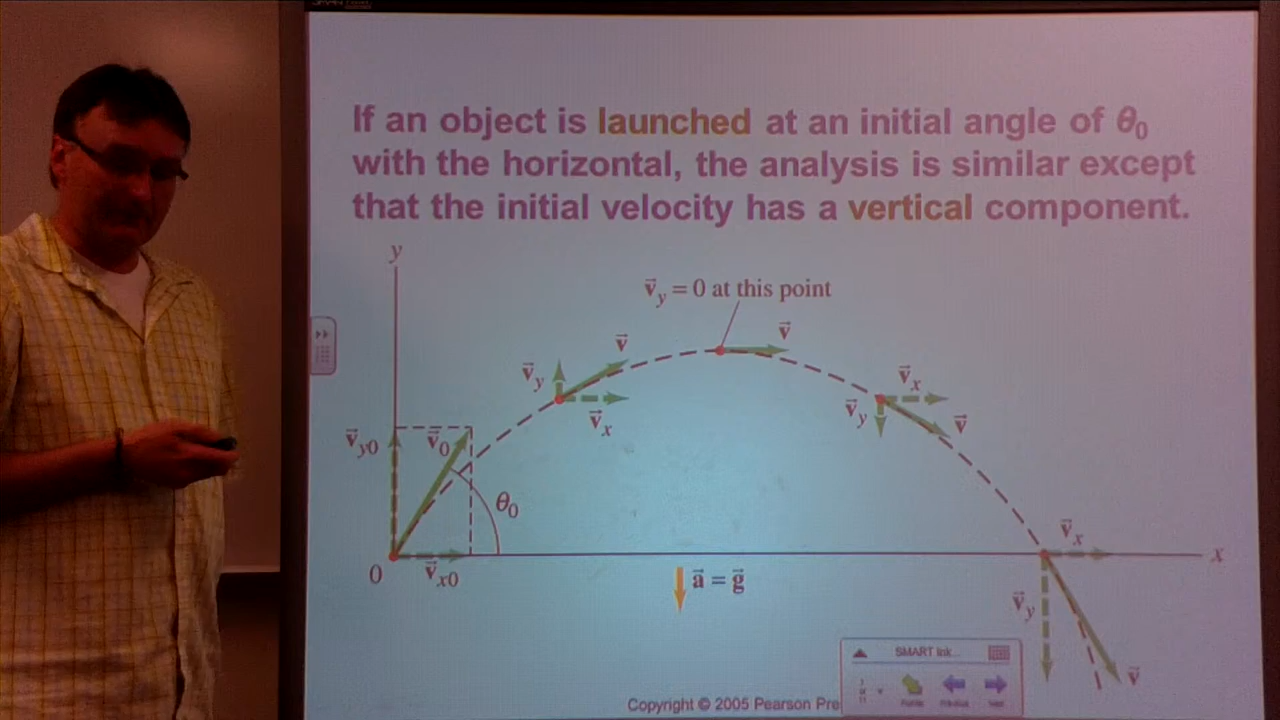 If an object is launched at an initial angle of θ₀
with the horizontal, the analysis is similar except
that the initial velocity has a vertical component.
y
v⃗y = 0 at this point
v⃗
v⃗
v⃗y
v⃗x
v⃗x
v⃗y
v⃗
v⃗y0
v⃗0
θ₀
v⃗x
x
0
v⃗x0
a⃗ = g⃗
v⃗y
v⃗
SMART link...
Copyright © 2005 Pearson Pre